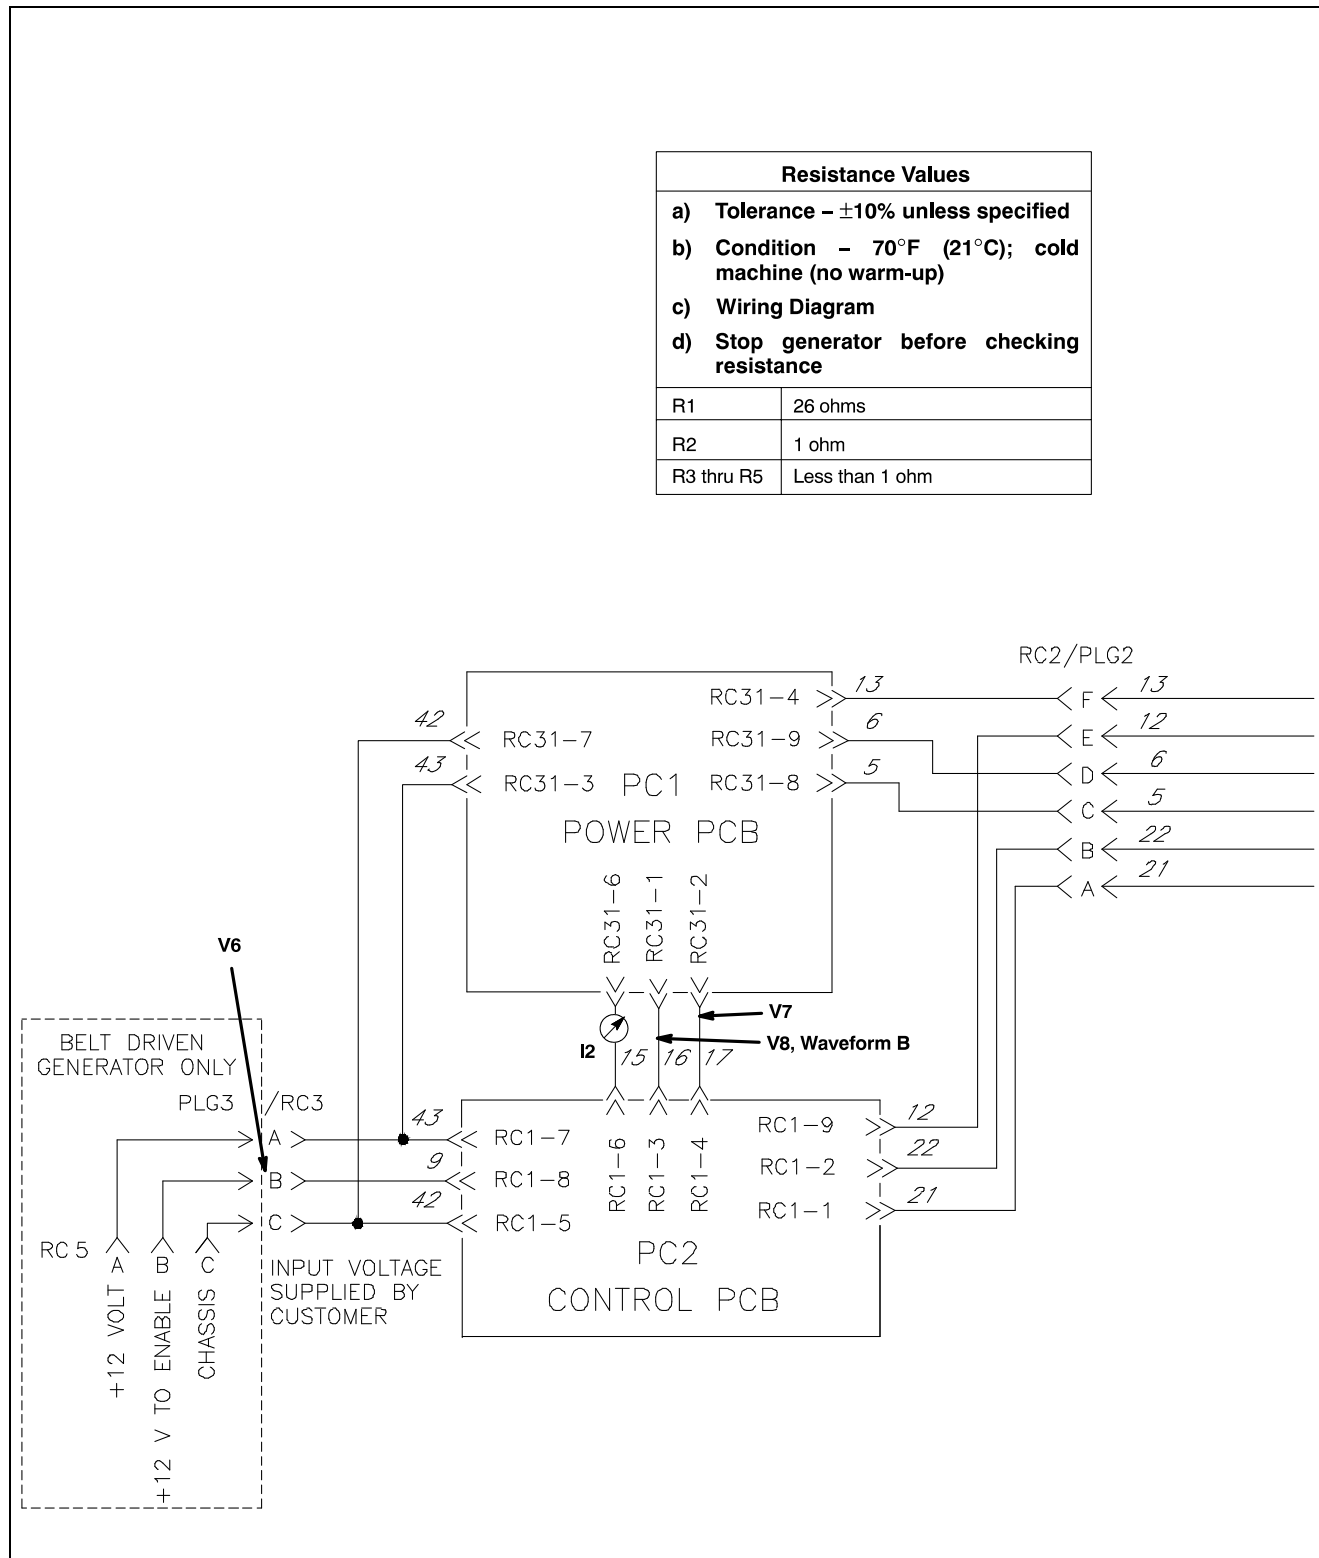 Resistance Values
a) Tolerance – ±10% unless specified
b) Condition – 70°F (21°C); cold
machine (no warm-up)
c) Wiring Diagram
d) Stop generator before checking
resistance
R1 26 ohms
R2 1 ohm
R3 thru R5 Less than 1 ohm
RC2/PLG2
RC31-4 13 F 13
42 RC31-7 RC31-9 6 E 12
43 RC31-3 PC1 RC31-8 5 D 6
C 5
POWER PCB
B 22
A 21
RC31-6
RC31-1
RC31-2
V6
V7
I2 V8, Waveform B
15 16 17
BELT DRIVEN
GENERATOR ONLY
PLG3 /RC3
A 43 RC1-7
B 9 RC1-8
C 42 RC1-5
RC1-6
RC1-3
RC1-4
RC1-9 12
RC1-2 22
RC1-1 21
PC2
CONTROL PCB
RC 5
A B C
+12 VOLT
+12 V TO ENABLE
CHASSIS
INPUT VOLTAGE
SUPPLIED BY
CUSTOMER